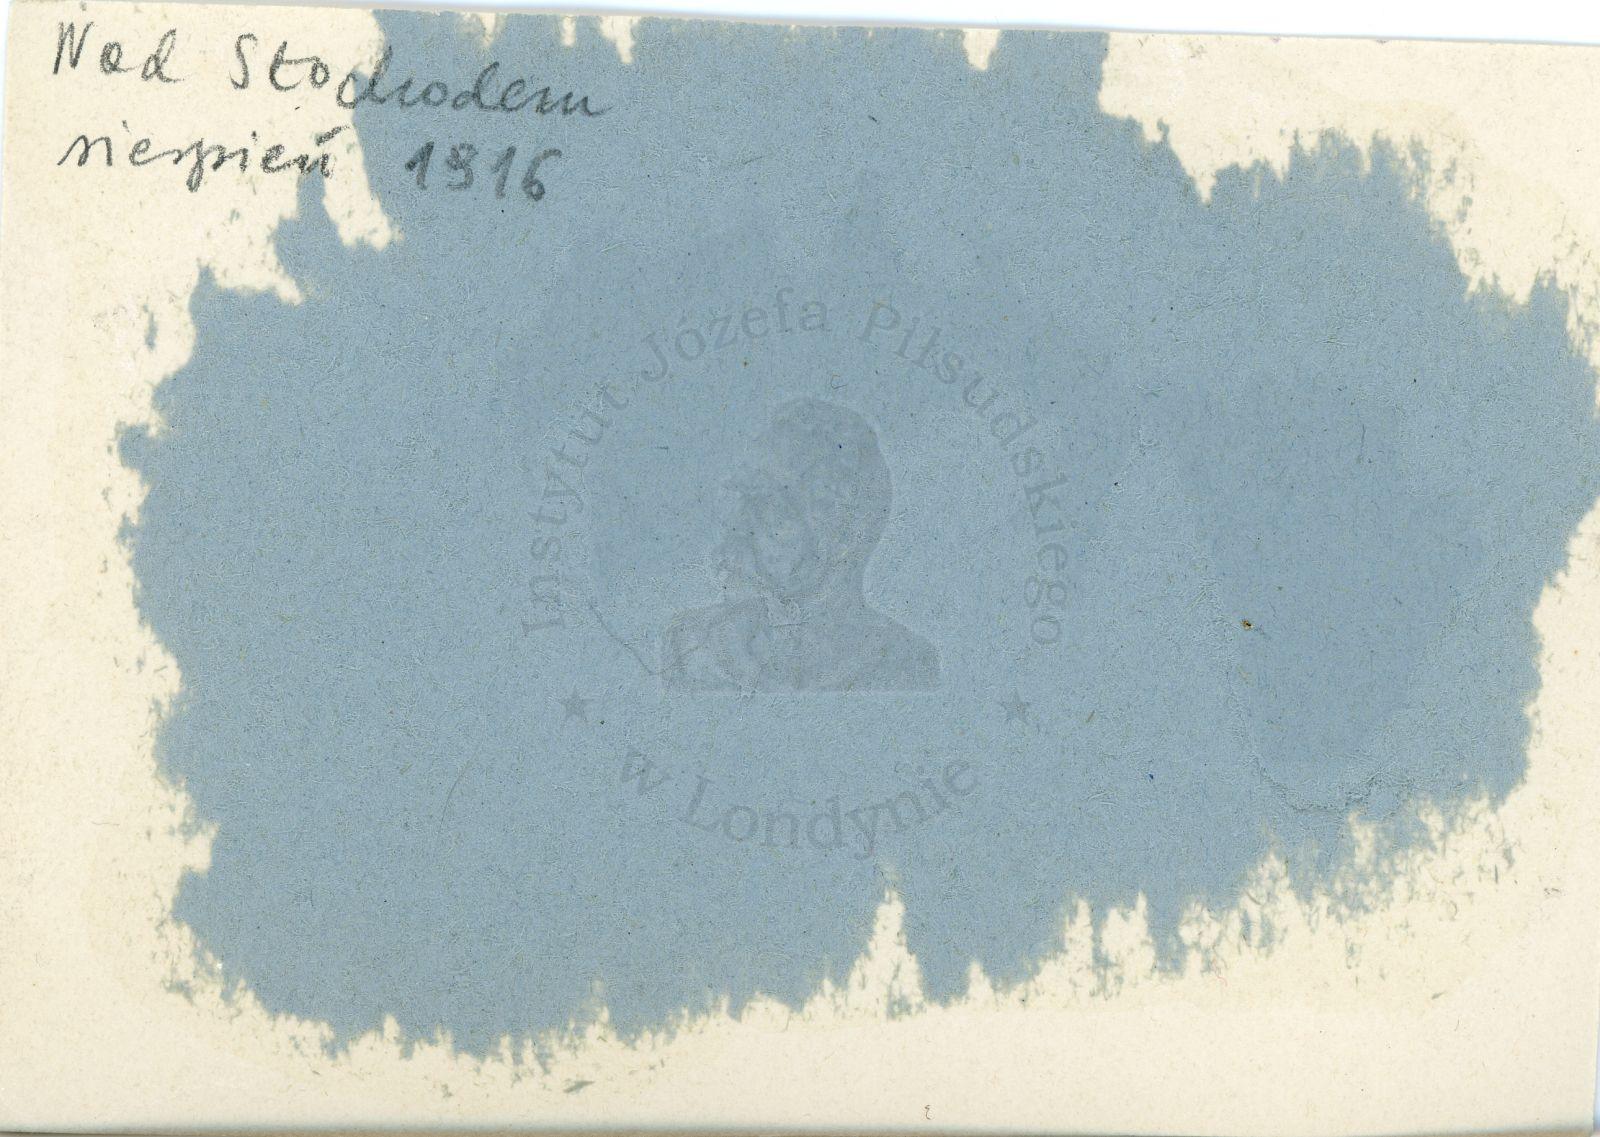 Nad Stochodem
sierpień 1916
Instytut Józefa Piłsudskiego
w Londynie